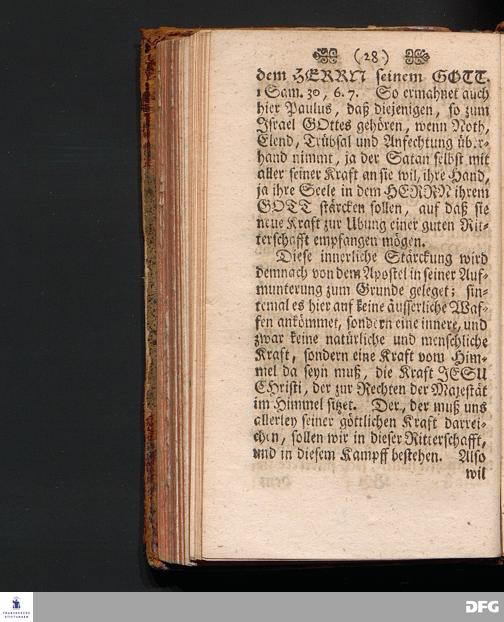 (28)
dem HERRN seinem GOTT.
1 Sam. 30, 6. 7. So ermahnet auch
hier Paulus, daß diejenigen, so zum
Israel GOttes gehören, wenn Noth,
Elend, Trübsal und Anfechtung über-
hand nimmt, ja der Satan selbst mit
aller seiner Kraft an sie wil, ihre Hand,
ja ihre Seele in dem HERRN ihrem
GOTT stärcken sollen, auf daß sie
neue Kraft zur Ubung einer guten Rit-
terschafft empfangen mögen.
Diese innerliche Stärckung wird
demnach von dem Apostel in seiner Auf-
munterung zum Grunde geleget; sin-
temal es hier auf keine äusserliche Waf-
fen ankömmet, sondern eine innere, und
zwar keine natürliche und menschliche
Kraft, sondern eine Kraft vom Him-
mel da seyn muß, die Kraft JESU
CHristi, der zur Rechten der Majestät
im Himmel sitzet. Der, der muß uns
allerley seiner göttlichen Kraft darrei-
chen, sollen wir in dieser Ritterschafft,
und in diesem Kampff bestehen. Also
wil
FRANCKESCHE
STIFTUNGEN
DFG